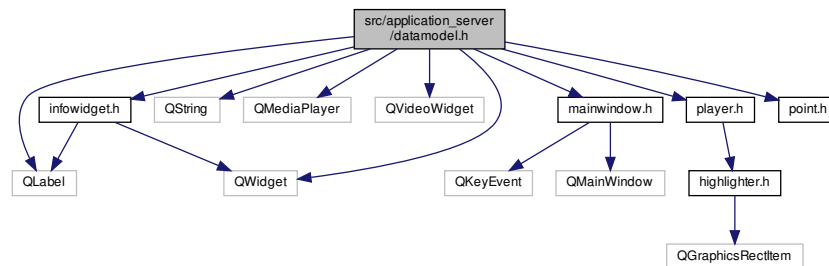 src/application_server
/datamodel.h
infowidget.h
QString
QMediaPlayer
QVideoWidget
mainwindow.h
player.h
point.h
QLabel
QWidget
QKeyEvent
QMainWindow
highlighter.h
QGraphicsRectItem